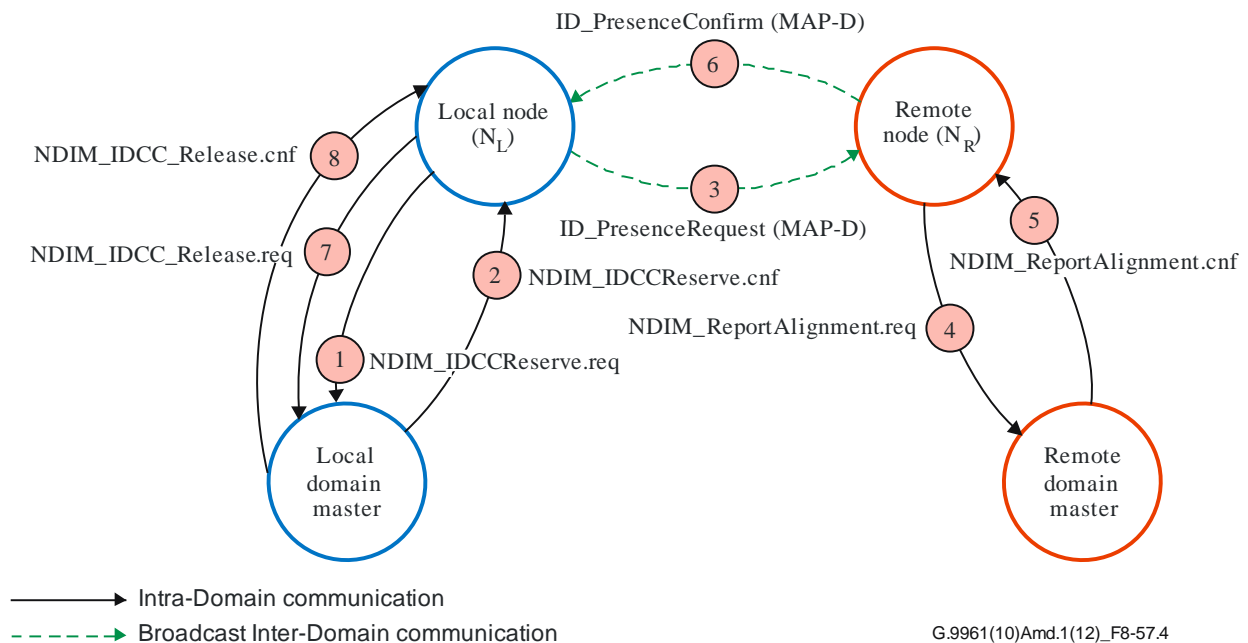 ID_PresenceConfirm (MAP-D)
6
Local node
(NL)
Remote
node (NR)
NDIM_IDCC_Release.cnf
8
3
ID_PresenceRequest (MAP-D)
5
NDIM_ReportAlignment.cnf
NDIM_IDCC_Release.req
7
2
NDIM_IDCCReserve.cnf
NDIM_ReportAlignment.req
4
1
NDIM_IDCCReserve.req
Local
domain
master
Remote
domain
master
Intra-Domain communication
Broadcast Inter-Domain communication
G.9961(10)Amd.1(12)_F8-57.4